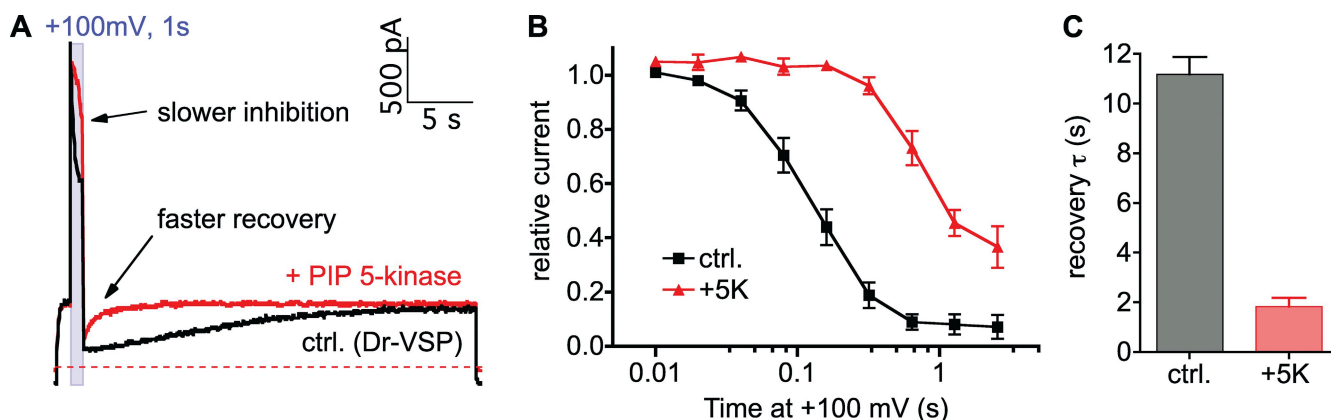 A
+100mV, 1s
500 pA
5 s
slower inhibition
faster recovery
+ PIP 5-kinase
ctrl. (Dr-VSP)
B
relative current
1.0
0.8
0.6
0.4
0.2
0.0
ctrl.
+5K
0.01
0.1
1
Time at +100 mV (s)
C
recovery τ (s)
12
10
8
6
4
2
0
ctrl.
+5K